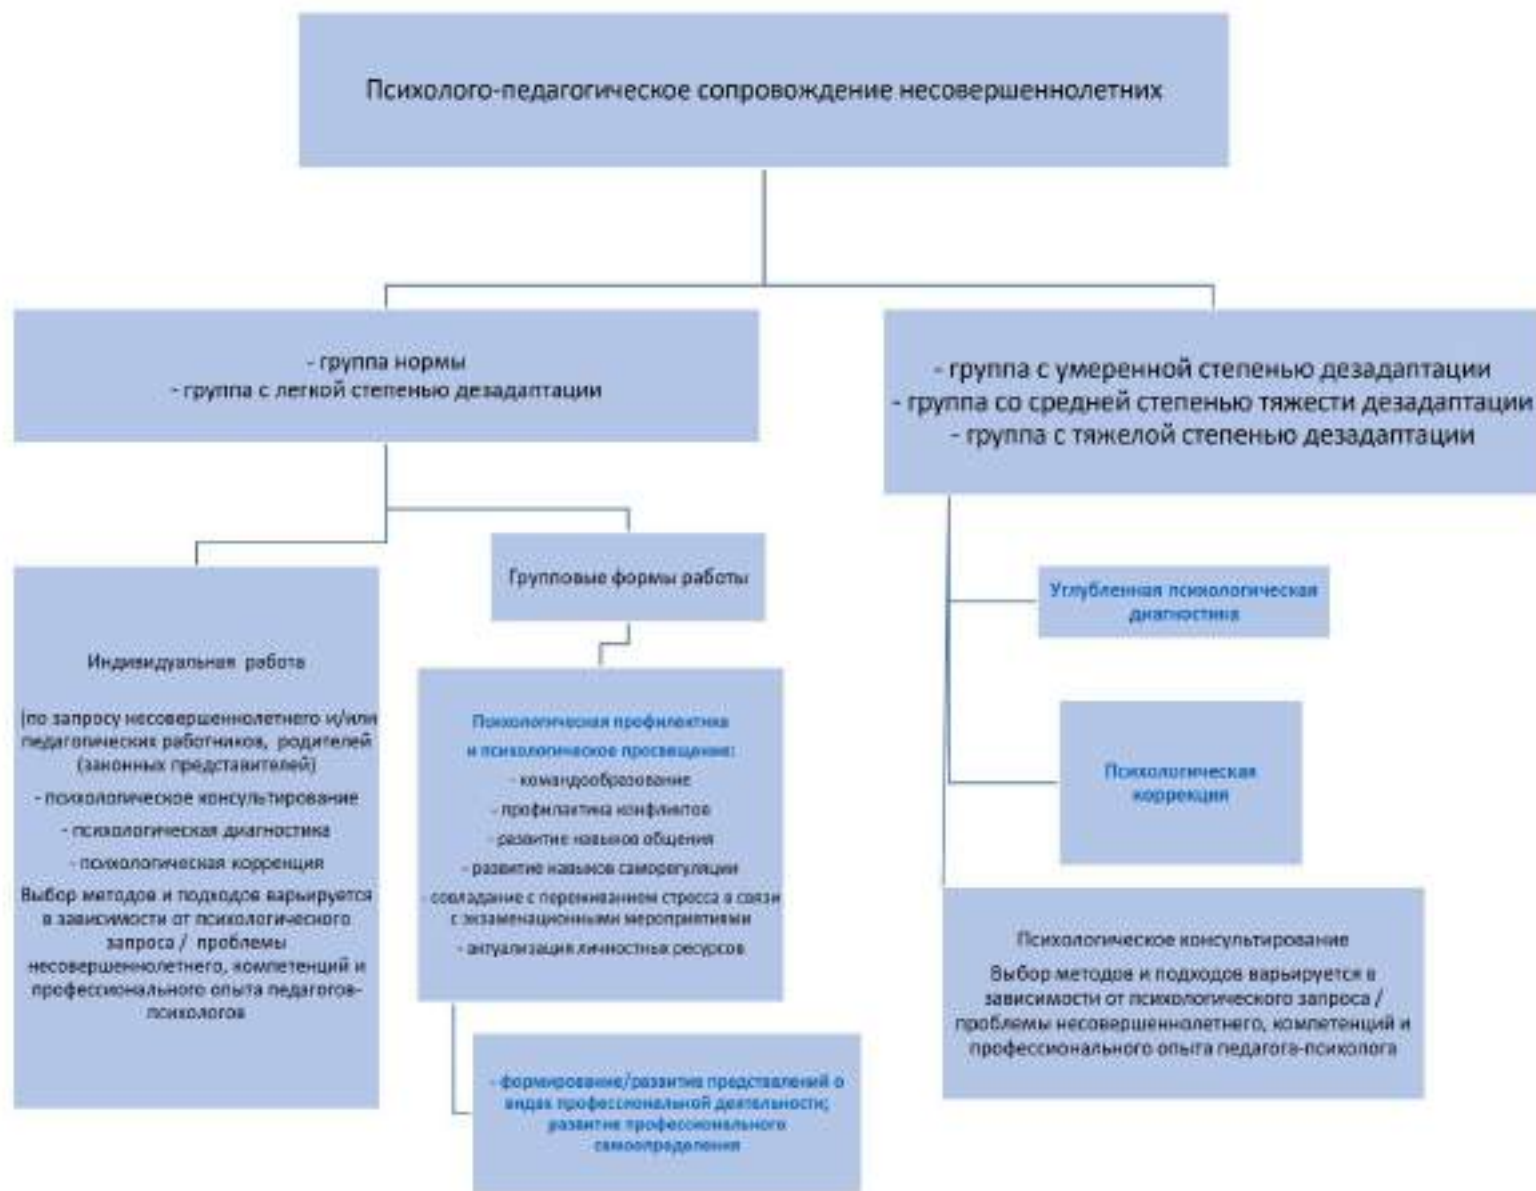 Психолого-педагогическое сопровождение несовершеннолетних
- группа нормы
- группа с легкой степенью дезадаптации
- группа с умеренной степенью дезадаптации
- группа со средней степенью тяжести дезадаптации
- группа с тяжелой степенью дезадаптации
Индивидуальная работа
(по запросу несовершеннолетнего и/или
педагогических работников, родителей
(законных представителей)
- психологическое консультирование
- психологическая диагностика
- психологическая коррекция
Выбор методов и подходов варьируется
в зависимости от психологического
запроса / проблемы
несовершеннолетнего, компетенций и
профессионального опыта педагогов-
психологов
Групповые формы работы
Психологическая профилактика
и психологическое просвещение:
- командообразование
- профилактика конфликтов
- развитие навыков общения
- развитие навыков саморегуляции
- совладание с переживанием стресса в связи
с экзаменационными мероприятиями
- актуализация личностных ресурсов
- формирование/развитие представлений о
видах профессиональной деятельности;
развитие профессионального
самоопределения
Углубленная психологическая
диагностика
Психологическая
коррекция
Психологическое консультирование
Выбор методов и подходов варьируется в
зависимости от психологического запроса /
проблемы несовершеннолетнего, компетенций и
профессионального опыта педагога-психолога